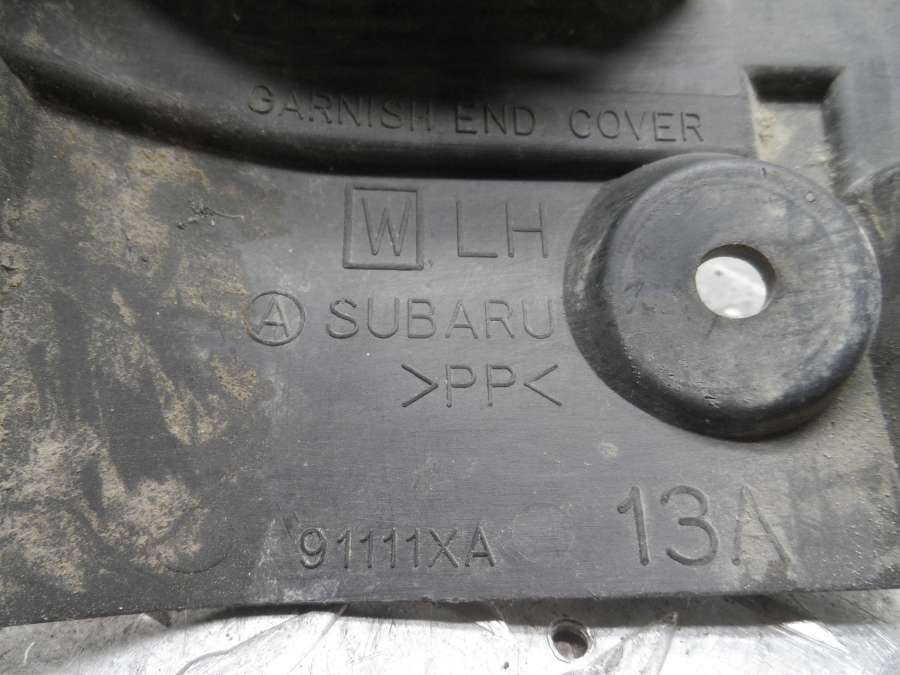 GARNISH END COVER
W LH
A SUBARU
>PP<
91111XA 13A